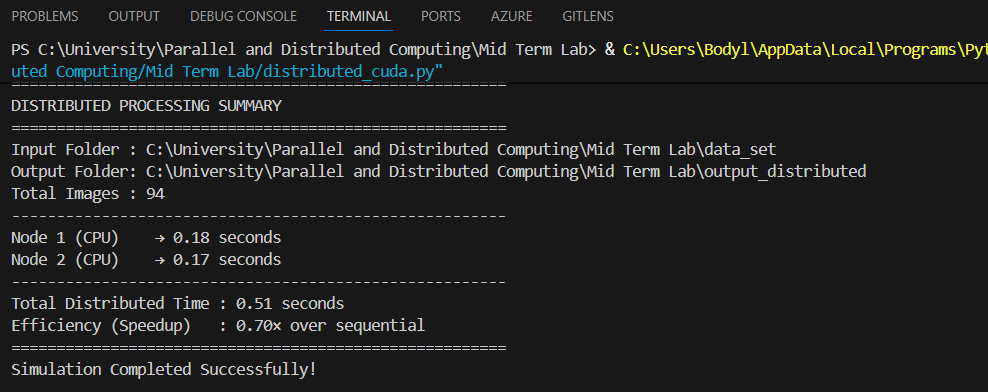 PROBLEMS OUTPUT DEBUG CONSOLE TERMINAL PORTS AZURE GITLENS
PS C:\University\Parallel and Distributed Computing\Mid Term Lab> & C:\Users\Bodyl\AppData\Local\Programs\Pyt
uted Computing/Mid Term Lab/distributed_cuda.py"
=======================================================
DISTRIBUTED PROCESSING SUMMARY
=======================================================
Input Folder : C:\University\Parallel and Distributed Computing\Mid Term Lab\data_set
Output Folder: C:\University\Parallel and Distributed Computing\Mid Term Lab\output_distributed
Total Images : 94
-------------------------------------------------------
Node 1 (CPU)    → 0.18 seconds
Node 2 (CPU)    → 0.17 seconds
-------------------------------------------------------
Total Distributed Time : 0.51 seconds
Efficiency (Speedup)   : 0.70× over sequential
=======================================================
Simulation Completed Successfully!